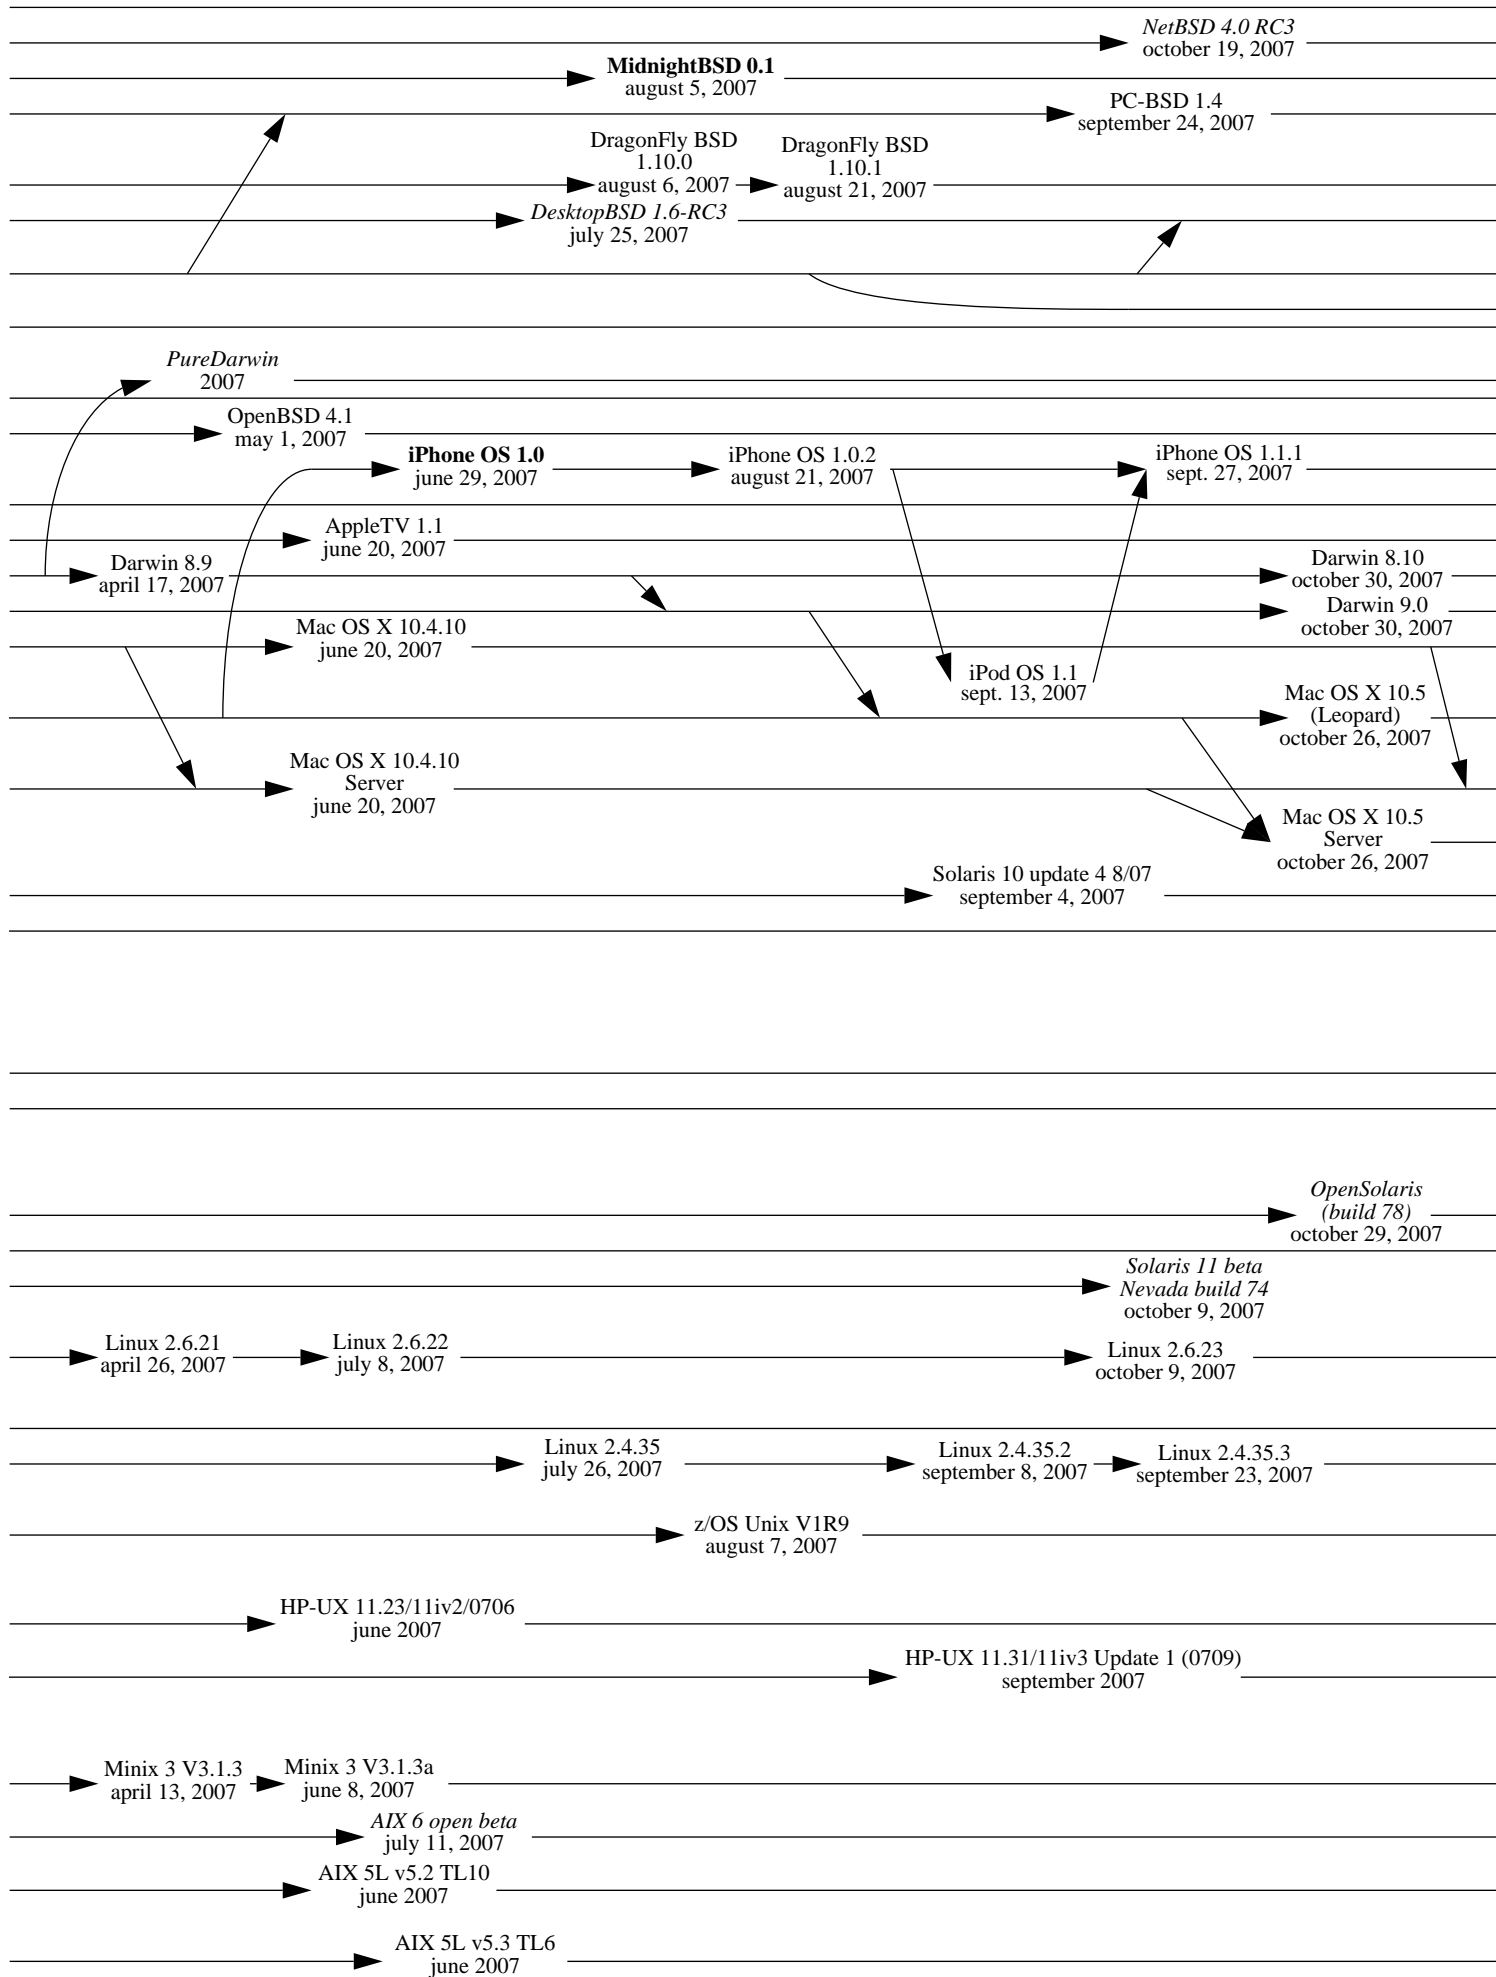 NetBSD 4.0 RC3
october 19, 2007
MidnightBSD 0.1
august 5, 2007
PC-BSD 1.4
september 24, 2007
DragonFly BSD
1.10.0
august 6, 2007
DragonFly BSD
1.10.1
august 21, 2007
DesktopBSD 1.6-RC3
july 25, 2007
PureDarwin
2007
OpenBSD 4.1
may 1, 2007
iPhone OS 1.0
june 29, 2007
iPhone OS 1.0.2
august 21, 2007
iPhone OS 1.1.1
sept. 27, 2007
AppleTV 1.1
june 20, 2007
Darwin 8.9
april 17, 2007
Darwin 8.10
october 30, 2007
Darwin 9.0
october 30, 2007
Mac OS X 10.4.10
june 20, 2007
iPod OS 1.1
sept. 13, 2007
Mac OS X 10.5
(Leopard)
october 26, 2007
Mac OS X 10.4.10
Server
june 20, 2007
Mac OS X 10.5
Server
october 26, 2007
Solaris 10 update 4 8/07
september 4, 2007
OpenSolaris
(build 78)
october 29, 2007
Solaris 11 beta
Nevada build 74
october 9, 2007
Linux 2.6.21
april 26, 2007
Linux 2.6.22
july 8, 2007
Linux 2.6.23
october 9, 2007
Linux 2.4.35
july 26, 2007
Linux 2.4.35.2
september 8, 2007
Linux 2.4.35.3
september 23, 2007
z/OS Unix V1R9
august 7, 2007
HP-UX 11.23/11iv2/0706
june 2007
HP-UX 11.31/11iv3 Update 1 (0709)
september 2007
Minix 3 V3.1.3
april 13, 2007
Minix 3 V3.1.3a
june 8, 2007
AIX 6 open beta
july 11, 2007
AIX 5L v5.2 TL10
june 2007
AIX 5L v5.3 TL6
june 2007